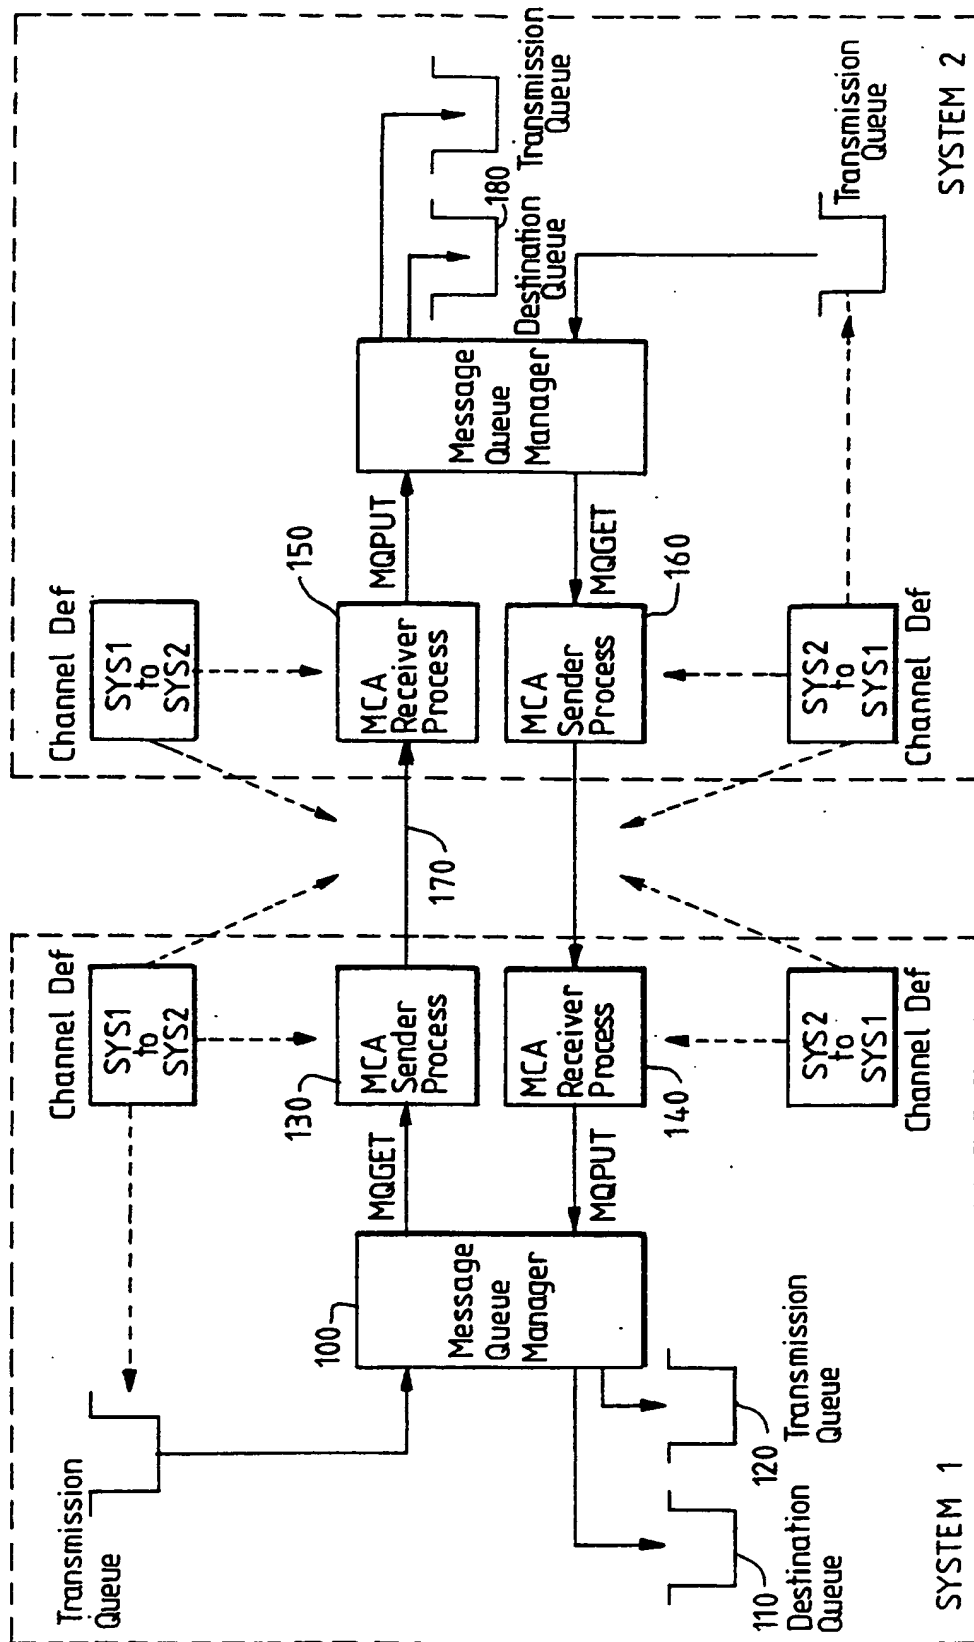 Transmission
Queue
Channel Def
SYS1
to
SYS2
Channel Def
SYS1
to
SYS2
100
Message
Queue
Manager
MQGET
130
MCA
Sender
Process
170
150
MCA
Receiver
Process
MQPUT
Message
Queue
Manager
180
Destination
Queue
Transmission
Queue
MQPUT
140
MCA
Receiver
Process
160
MCA
Sender
Process
MQGET
110
Destination
Queue
120
Transmission
Queue
SYS2
to
SYS1
Channel Def
SYS2
to
SYS1
Channel Def
Transmission
Queue
SYSTEM 1
SYSTEM 2